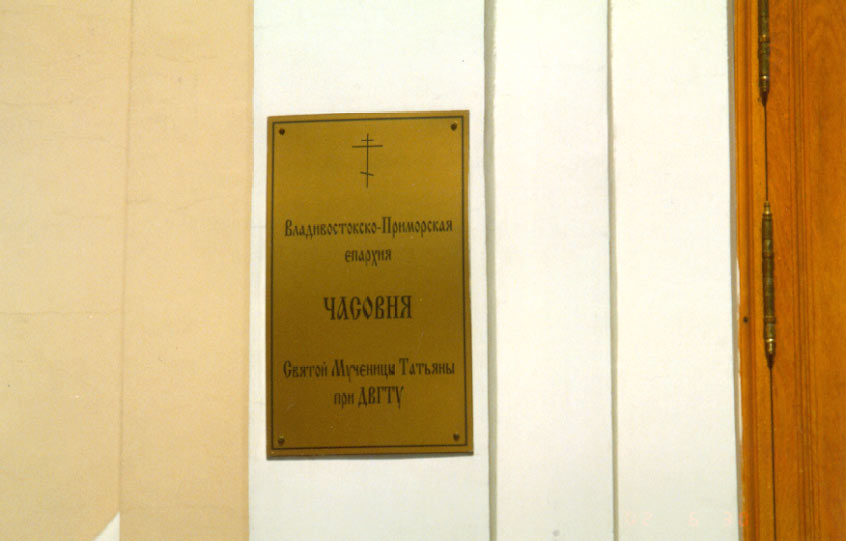 Владивостокско-Приморская
епархия
ЧАСОВНЯ
Святой Мученицы Татьяны
при ДВГТУ